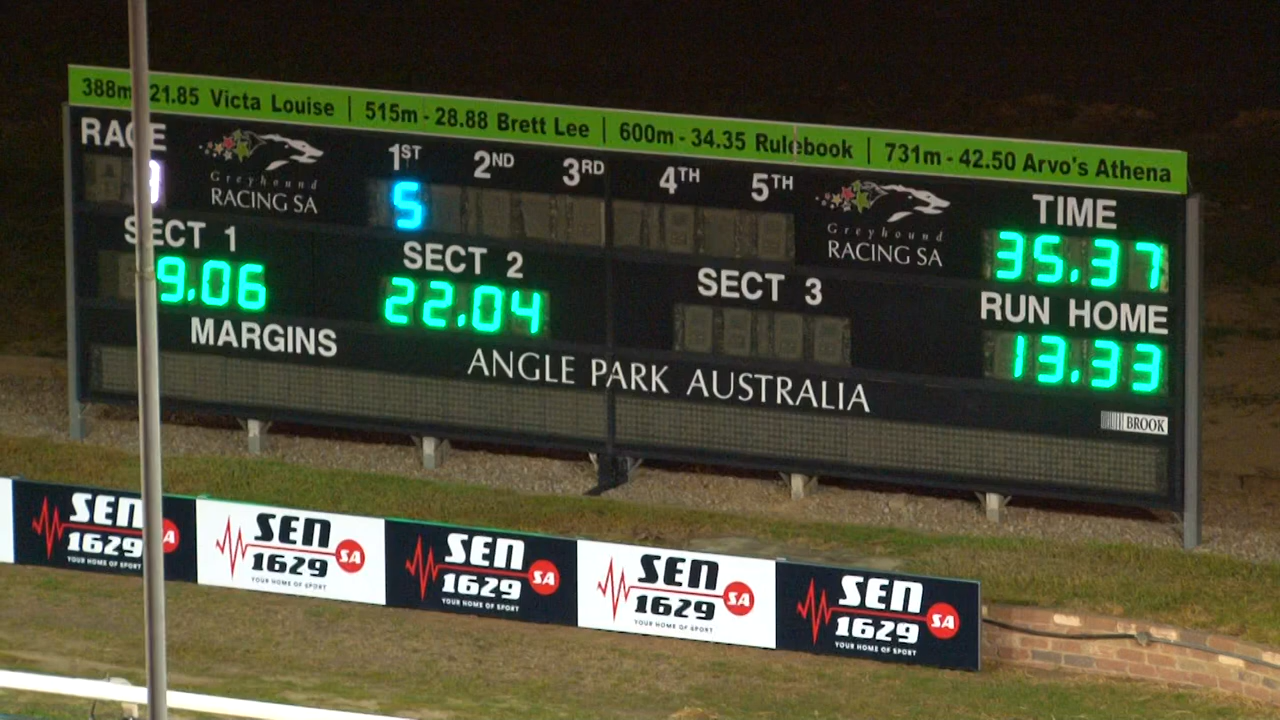 388m 21.85 Victa Louise | 515m - 28.88 Brett Lee | 600m - 34.35 Rulebook | 731m - 42.50 Arvo's Athena
RACE
Greyhound
RACING SA
1ST 2ND 3RD 4TH 5TH
5
Greyhound
RACING SA
TIME
35.37
SECT 1
9.06
SECT 2
22.04
SECT 3
RUN HOME
13.33
MARGINS
ANGLE PARK AUSTRALIA
BROOK
SEN
1629
YOUR HOME OF SPORT
SEN
1629 SA
YOUR HOME OF SPORT
SEN
1629 SA
YOUR HOME OF SPORT
SEN
1629 SA
YOUR HOME OF SPORT
SEN
1629 SA
YOUR HOME OF SPORT